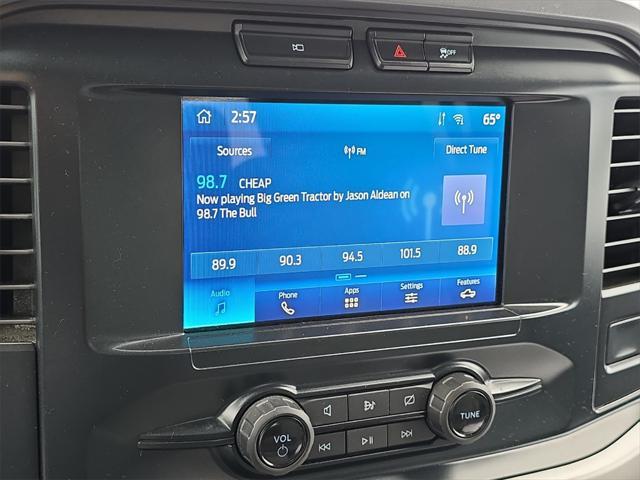 OFF
2:57
65°
Sources
FM
Direct Tune
98.7 CHEAP
Now playing Big Green Tractor by Jason Aldean on
98.7 The Bull
89.9 90.3 94.5 101.5 88.9
Audio Phone Apps Settings Features
VOL
TUNE